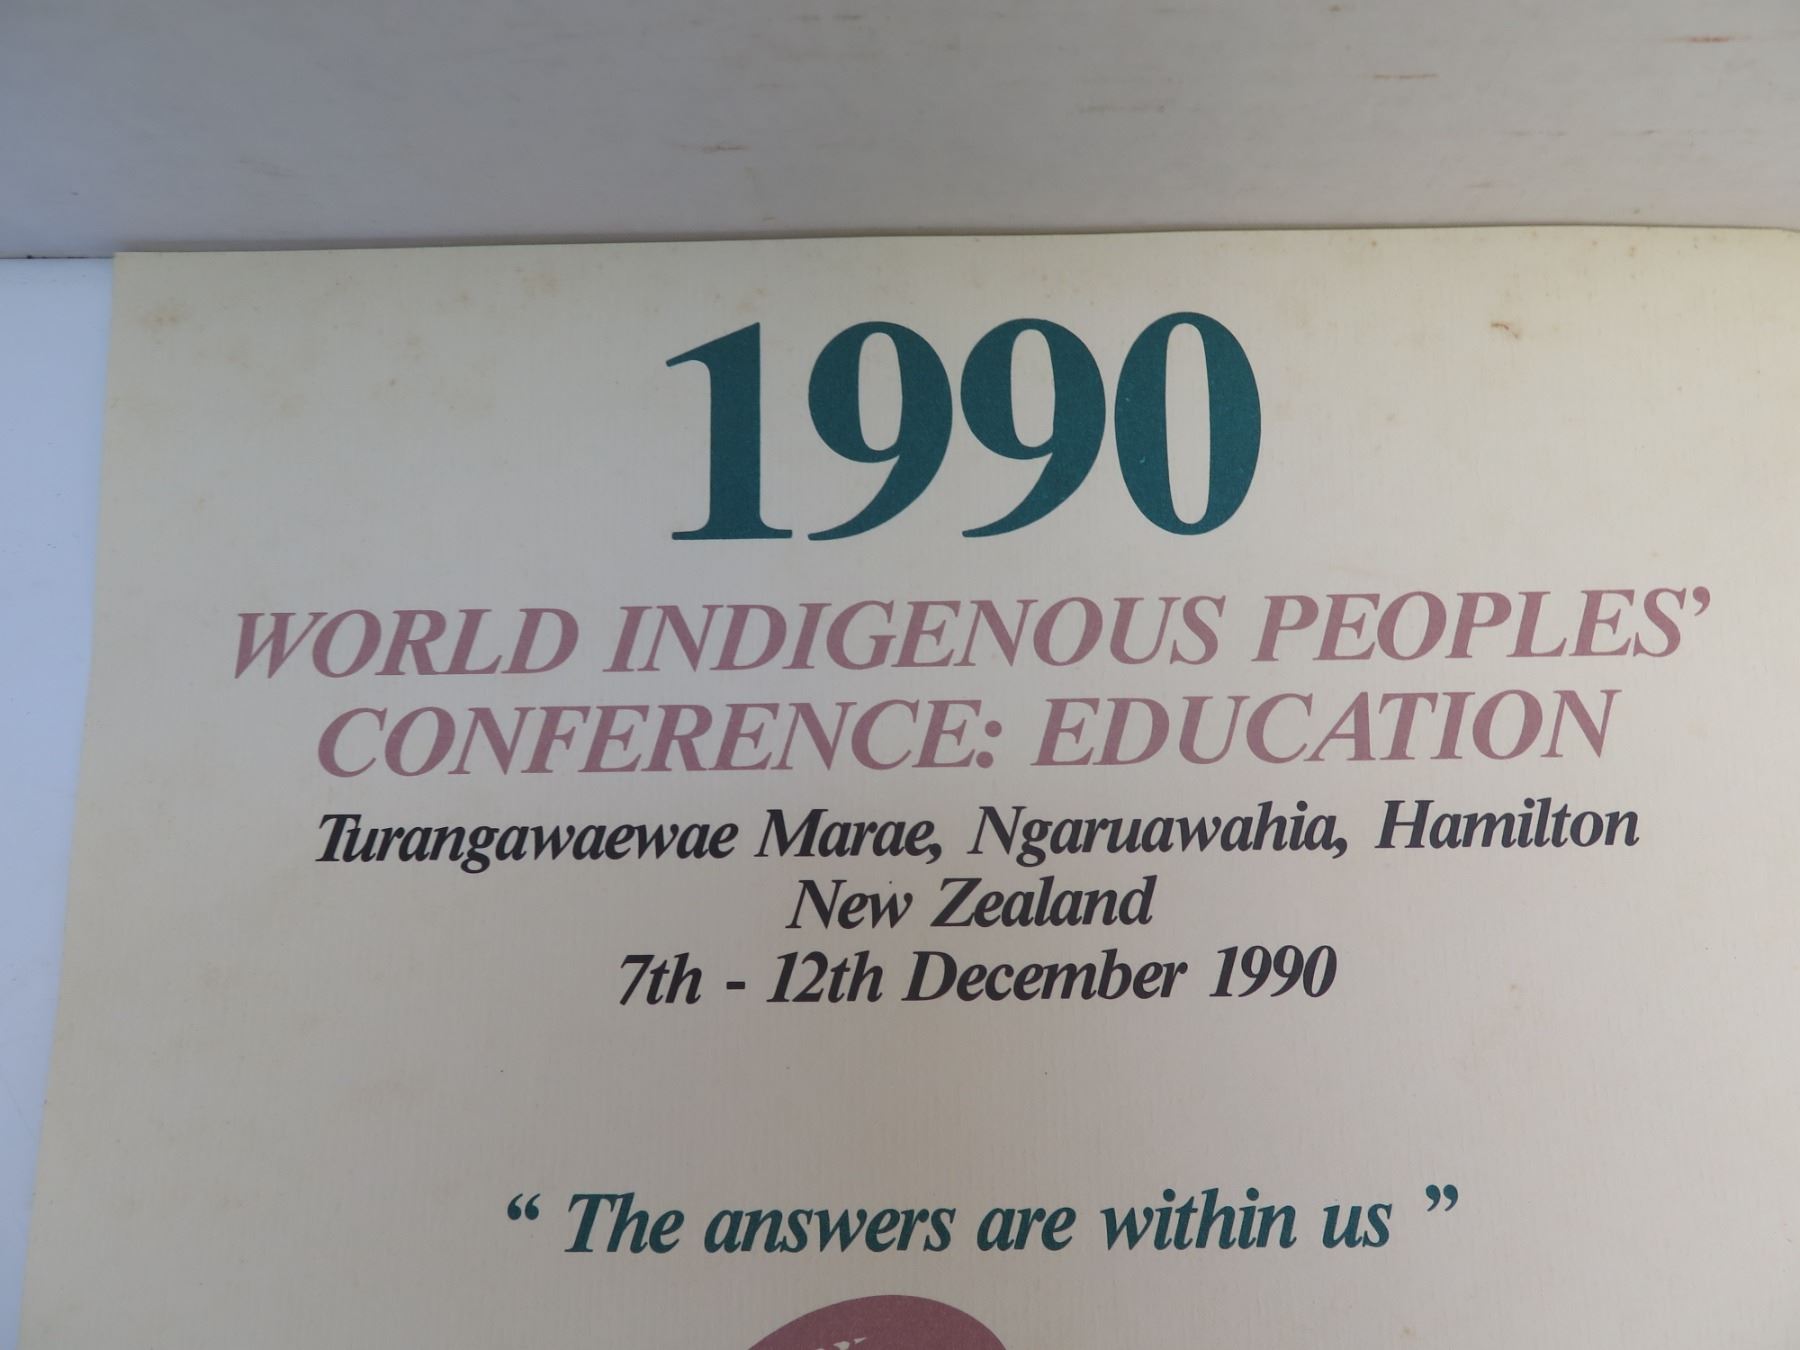 1990
WORLD INDIGENOUS PEOPLES’
CONFERENCE: EDUCATION
Turangawaewae Marae, Ngaruawahia, Hamilton
New Zealand
7th - 12th December 1990
“ The answers are within us ”